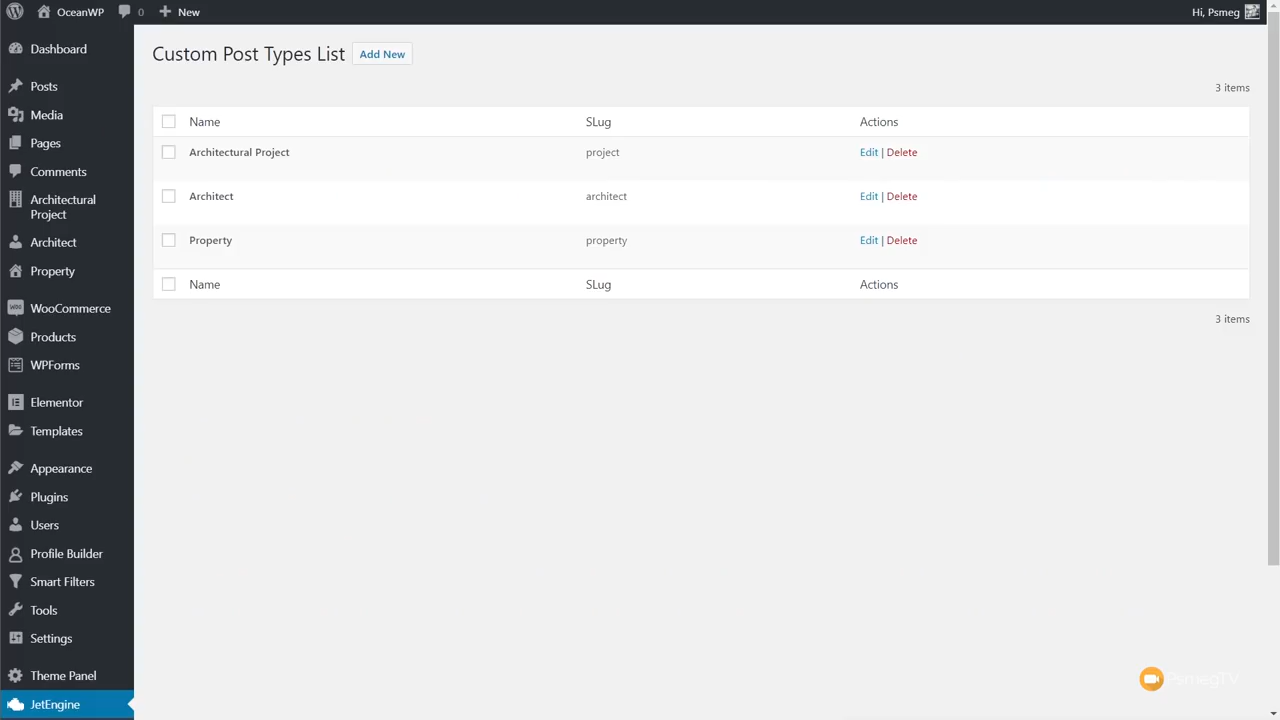 OceanWP 0 New Hi, Psmeg
Dashboard
Posts
Media
Pages
Comments
Architectural
Project
Architect
Property
WooCommerce
Products
WPForms
Elementor
Templates
Appearance
Plugins
Users
Profile Builder
Smart Filters
Tools
Settings
Theme Panel
JetEngine
Custom Post Types List Add New
3 items
Name SLug Actions
Architectural Project project Edit | Delete
Architect architect Edit | Delete
Property property Edit | Delete
Name SLug Actions
3 items
PsmegTV